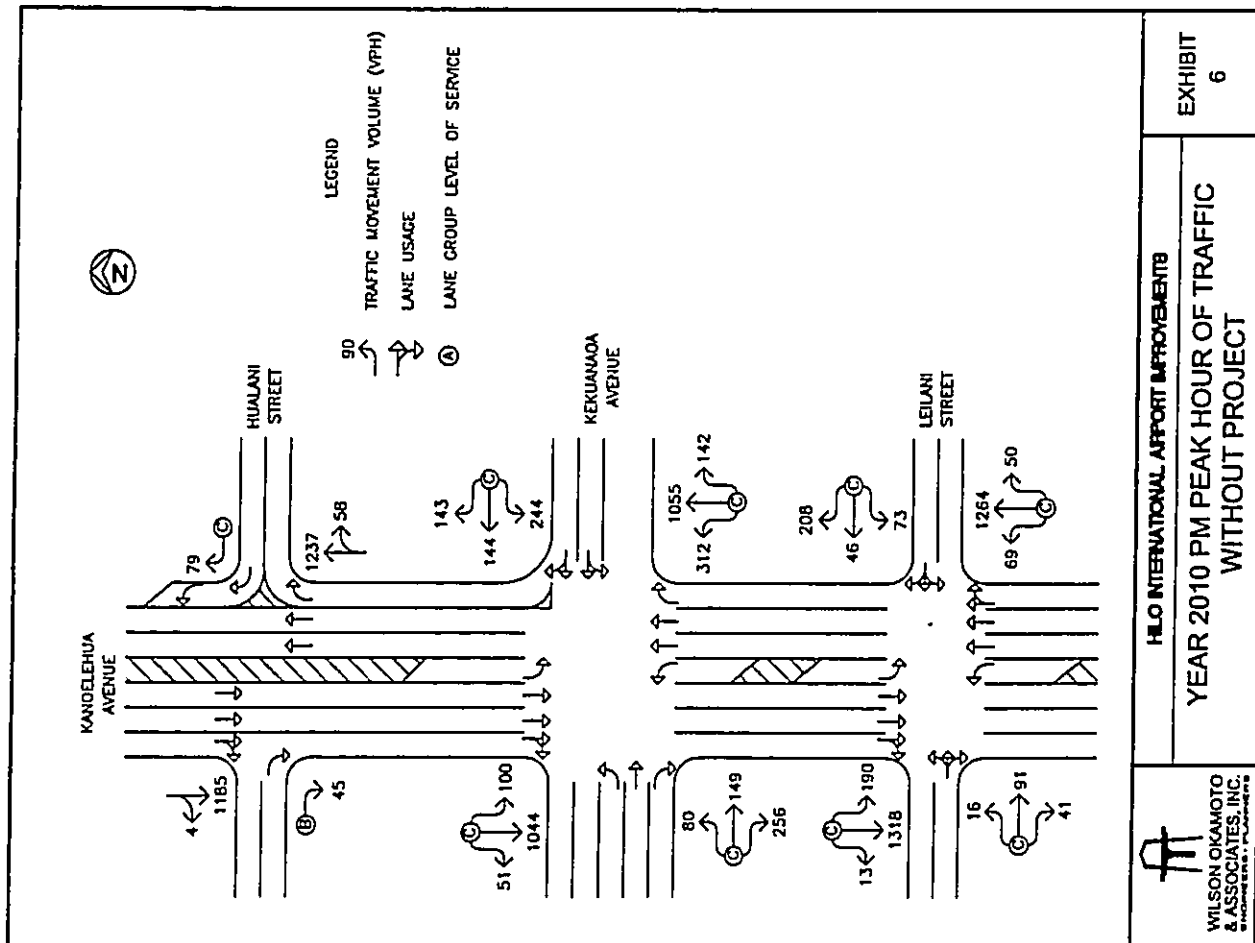 KANOELEHUA
AVENUE
N
HUALANI
STREET
LEGEND
90 TRAFFIC MOVEMENT VOLUME (VPH)
LANE USAGE
A LANE GROUP LEVEL OF SERVICE
4
1185
79
C
1237
58
B
45
143
C
144
244
KEKUANAOA
AVENUE
51
C
100
1044
1055
312
C
142
80
C
149
256
208
C
46
73
LEILANI
STREET
13
C
190
1318
1264
69
C
50
16
C
91
41
WILSON OKAMOTO
& ASSOCIATES, INC.
ENGINEERS • PLANNERS
HILO INTERNATIONAL AIRPORT IMPROVEMENTS
YEAR 2010 PM PEAK HOUR OF TRAFFIC
WITHOUT PROJECT
EXHIBIT
6